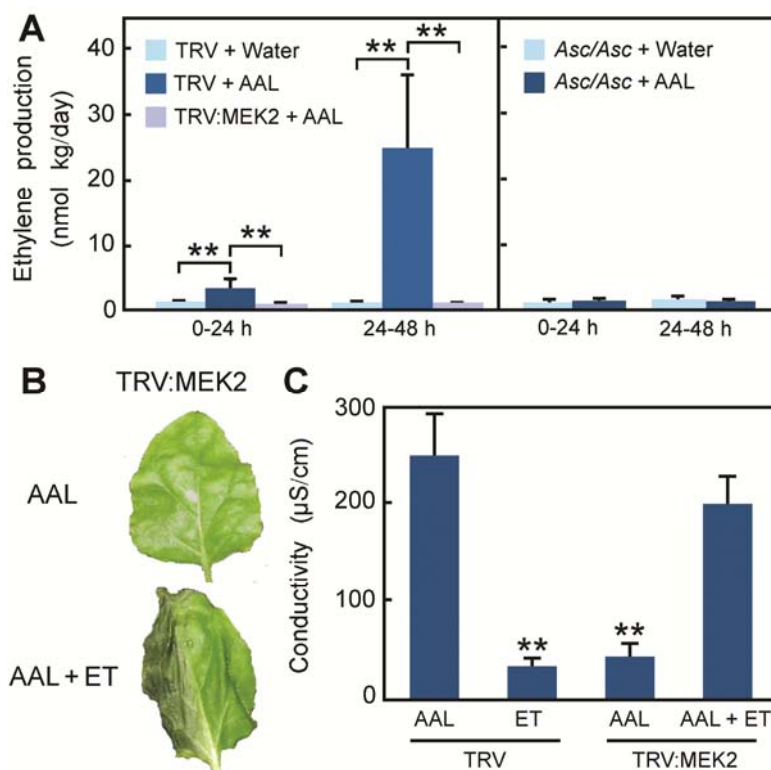 A
Ethylene production
(nmol kg/day)
40
30
20
10
0
TRV + Water
TRV + AAL
TRV:MEK2 + AAL
**
**
**
**
0-24 h
24-48 h
Asc/Asc + Water
Asc/Asc + AAL
0-24 h
24-48 h
B
TRV:MEK2
AAL
AAL + ET
C
Conductivity (µS/cm)
300
200
100
0
**
**
AAL
ET
AAL
AAL + ET
TRV
TRV:MEK2